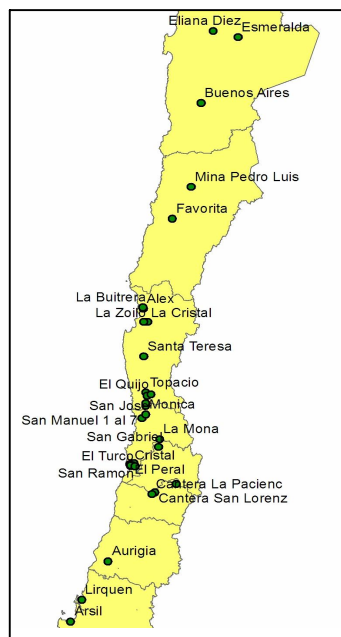 Eliana Diez
Esmeralda
Buenos Aires
Mina Pedro Luis
Favorita
La Buitrera Alex
La Zoilo La Cristal
Santa Teresa
El Quijo Topacio
San Jose Monica
San Manuel 1 al 7
La Mona
San Gabriel
El Turco Cristal
San Ramon El Peral
Cantera La Pacienc
Cantera San Lorenz
Aurigia
Lirquen
Arsil